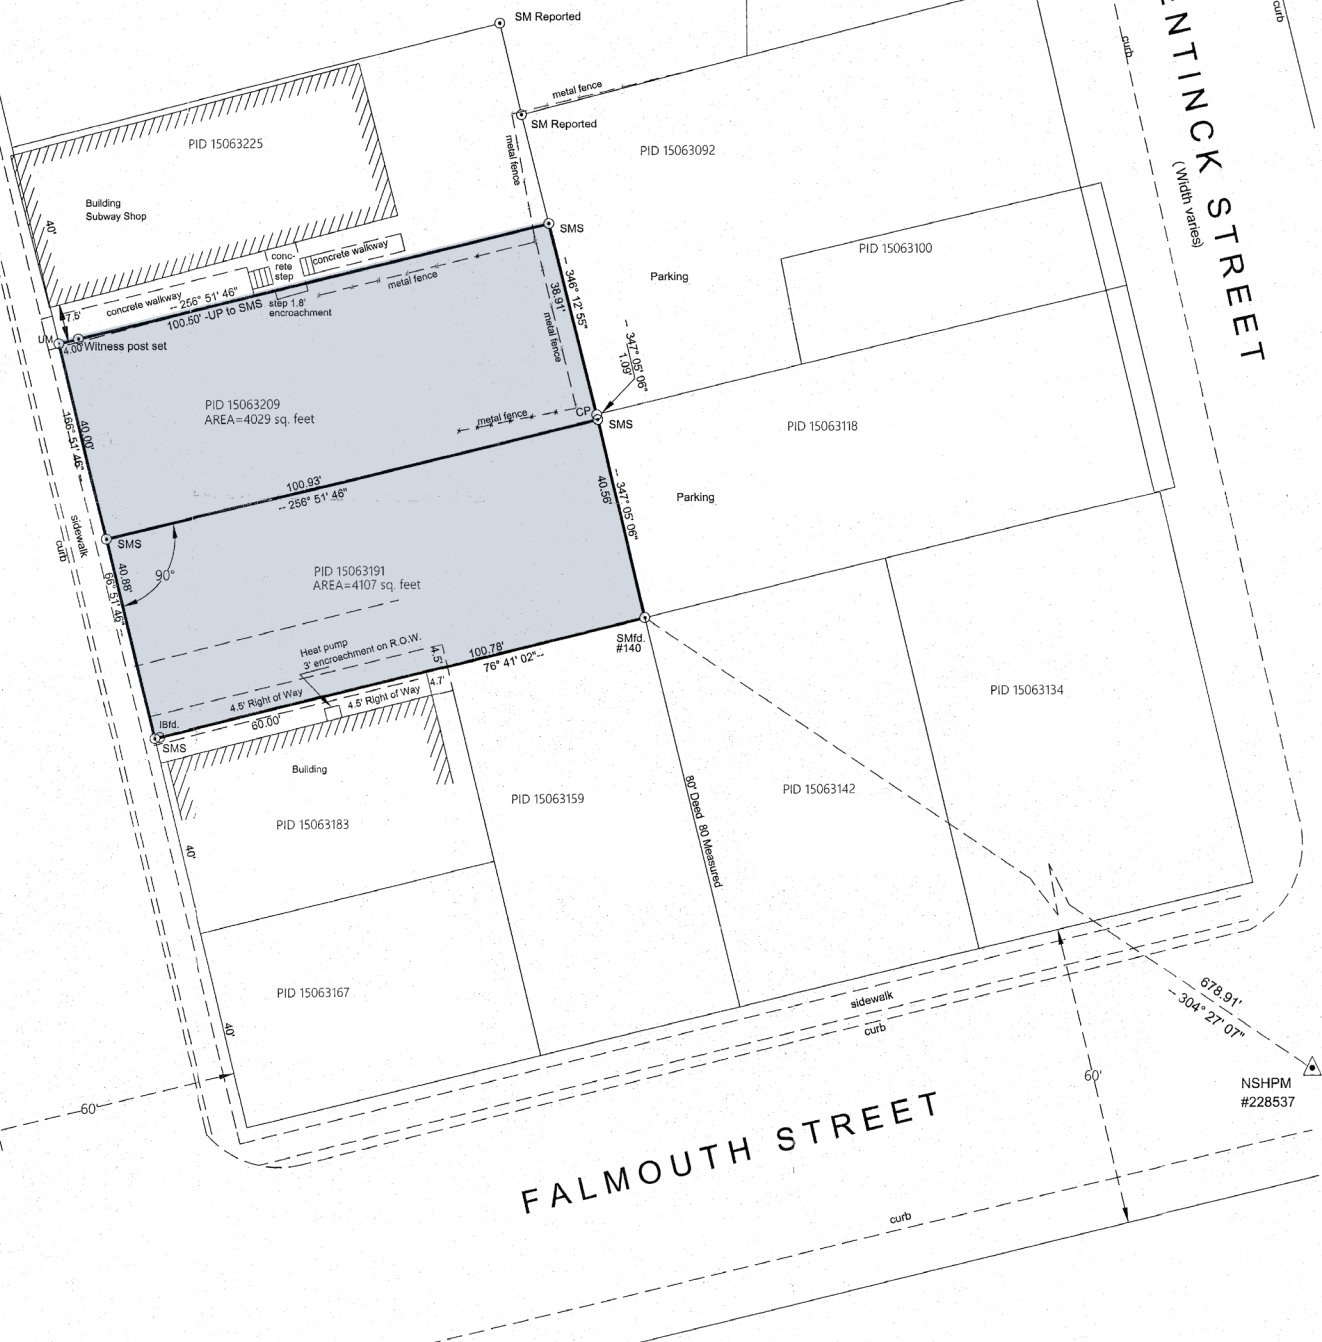 SM Reported
curb
curb
ENTINCK STREET
( Width varies)
metal fence
SM Reported
metal fence
PID 15063225
PID 15063092
Building
Subway Shop
40'
SMS
PID 15063100
conc-
rete
step
concrete walkway
concrete walkway
metal fence
Parking
-- 256° 51' 46"
100.50' -UP to SMS
step 1.8'
encroachment
7.5'
-- 346° 12' 55"
38.91'
metal fence
UM
4.00'
Witness post set
-- 347° 05' 06"
1.09'
PID 15063209
AREA=4029 sq. feet
metal fence
CP
SMS
PID 15063118
166° 51' 46"
40.00'
100.93'
-- 256° 51' 46"
Parking
40.56'
-- 347° 05' 06"
sidewalk
curb
SMS
90°
PID 15063191
AREA=4107 sq. feet
40.88'
66° 51' 46"
Heat pump
3' encroachment on R.O.W.
4.5'
100.78'
76° 41' 02"--
SMfd.
#140
4.7'
4.5' Right of Way
4.5' Right of Way
60.00'
IBfd.
SMS
PID 15063134
Building
PID 15063183
PID 15063159
PID 15063142
80' Deed 80 Measured
40'
PID 15063167
40'
sidewalk
curb
678.91'
-- 304° 27' 07"
60'
60'
NSHPM
#228537
FALMOUTH STREET
curb